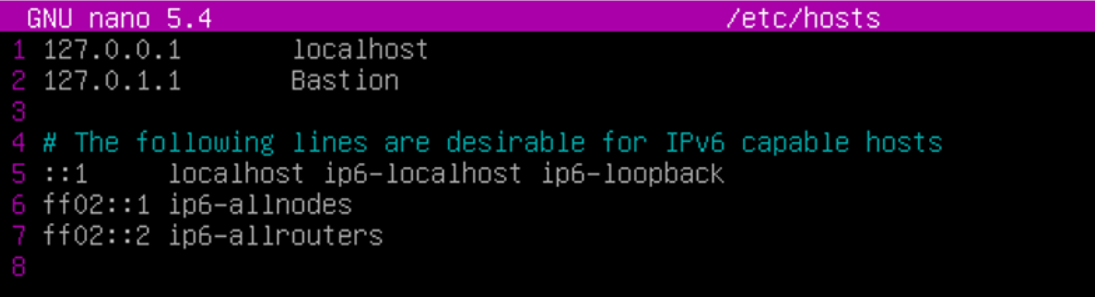 GNU nano 5.4 /etc/hosts
1 127.0.0.1 localhost
2 127.0.1.1 Bastion
3
4 # The following lines are desirable for IPv6 capable hosts
5 ::1 localhost ip6-localhost ip6-loopback
6 ff02::1 ip6-allnodes
7 ff02::2 ip6-allrouters
8